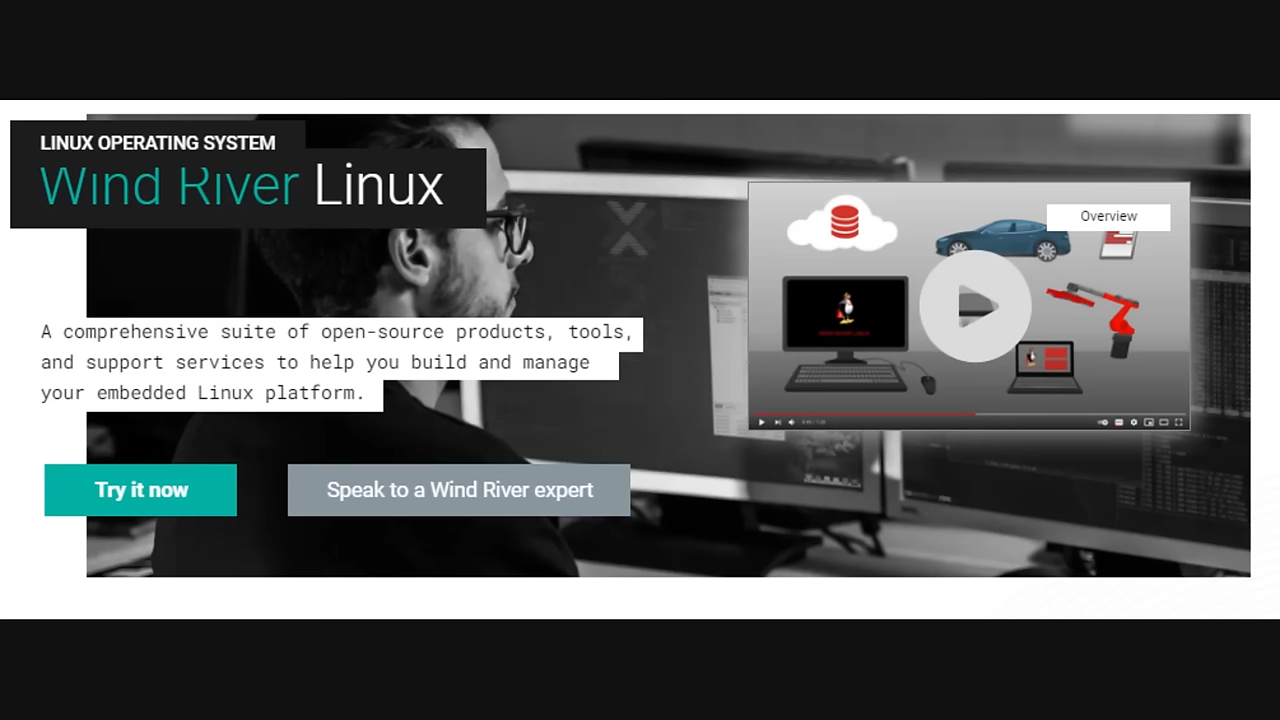 LINUX OPERATING SYSTEM
Wind River Linux
Overview
A comprehensive suite of open-source products, tools,
and support services to help you build and manage
your embedded Linux platform.
Try it now
Speak to a Wind River expert